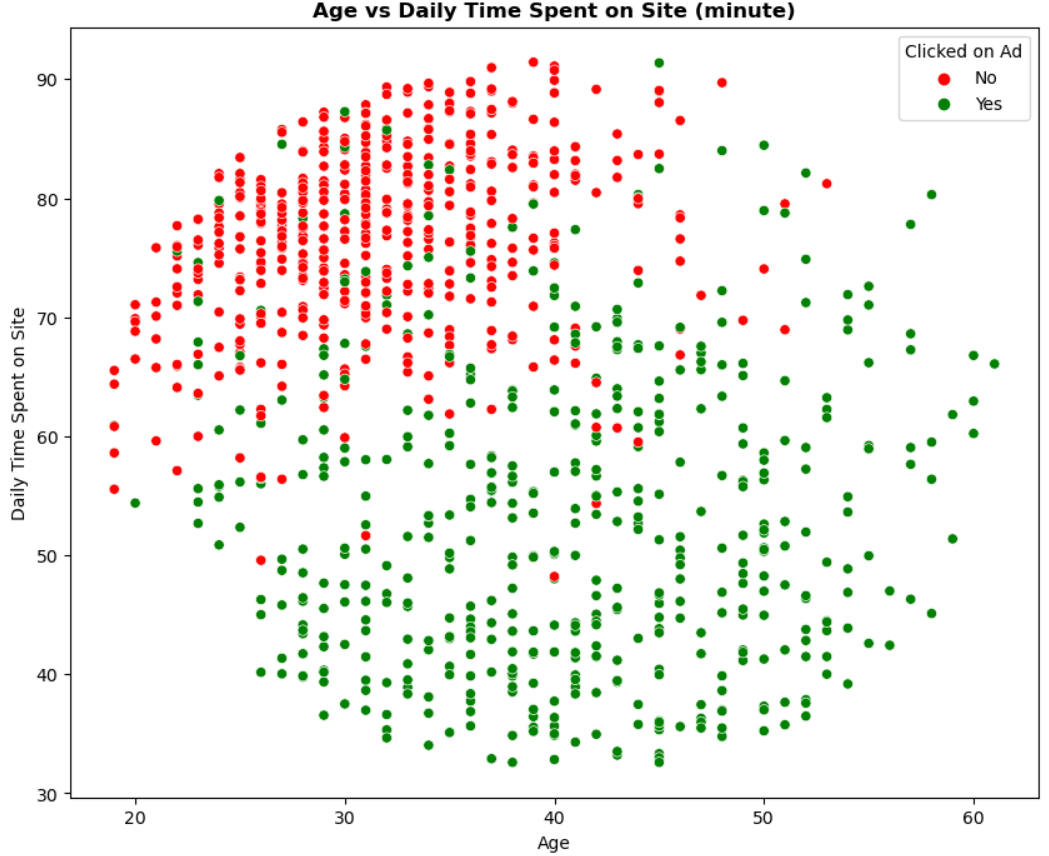 Age vs Daily Time Spent on Site (minute)
Clicked on Ad
No
Yes
Daily Time Spent on Site
90
80
70
60
50
40
30
20
30
40
50
60
Age